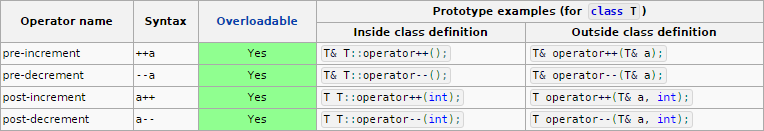 Operator name Syntax Overloadable Prototype examples (for class T)
Inside class definition Outside class definition
pre-increment ++a Yes T& T::operator++(); T& operator++(T& a);
pre-decrement --a Yes T& T::operator--(); T& operator--(T& a);
post-increment a++ Yes T T::operator++(int); T operator++(T& a, int);
post-decrement a-- Yes T T::operator--(int); T operator--(T& a, int);